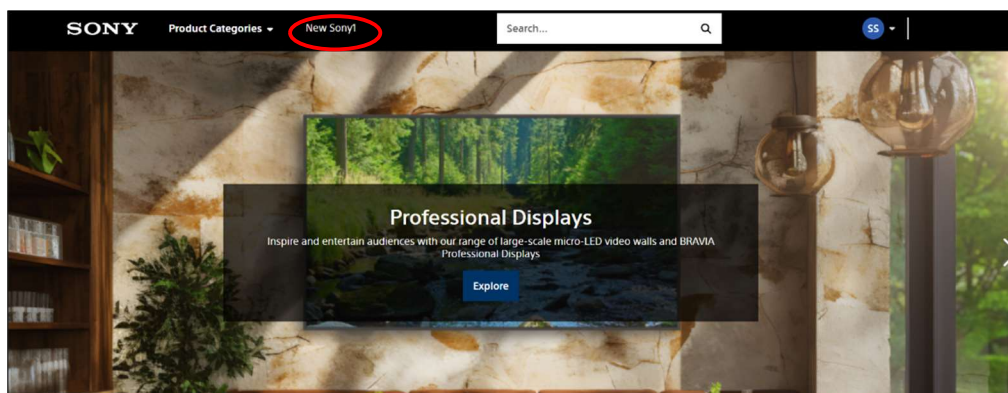 SONY Product Categories New Sony1 Search... SS
Professional Displays
Inspire and entertain audiences with our range of large-scale micro-LED video walls and BRAVIA
Professional Displays
Explore